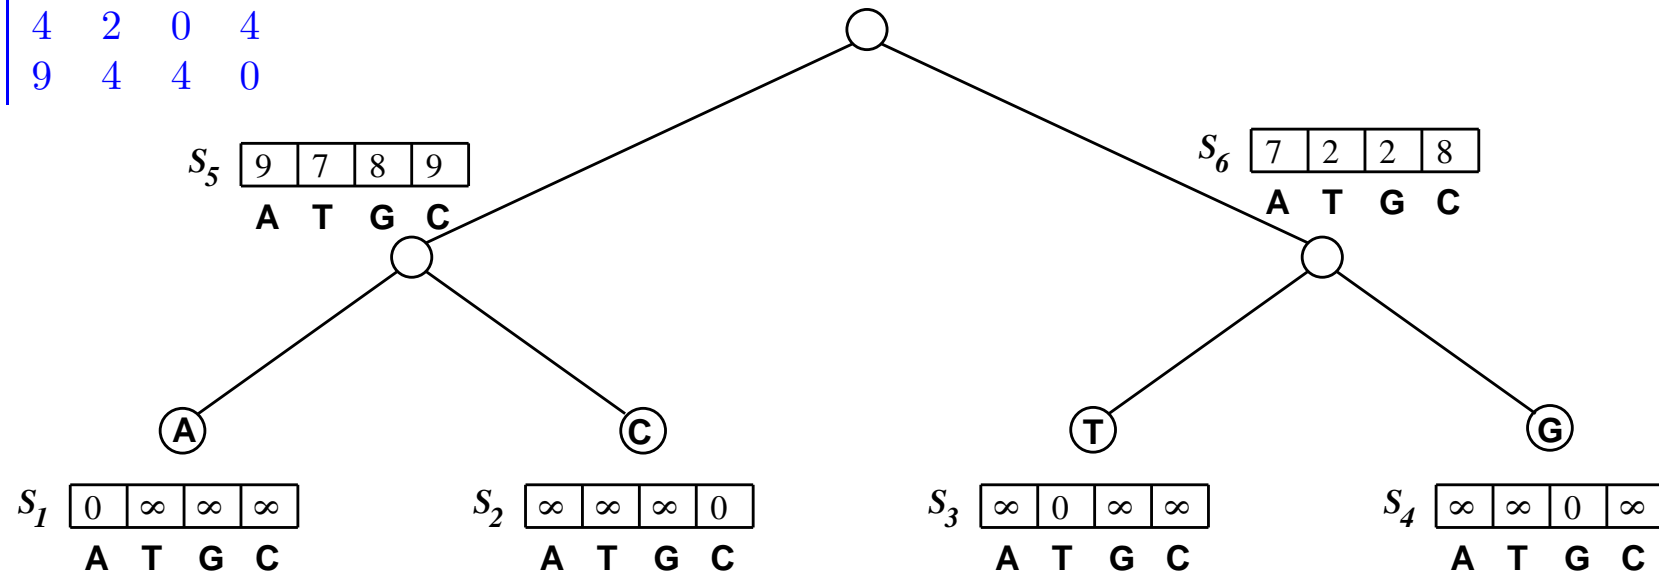 4 2 0 4
9 4 4 0
S5 9 7 8 9
A T G C
S6 7 2 2 8
A T G C
A
C
T
G
S1 0 ∞ ∞ ∞
A T G C
S2 ∞ ∞ ∞ 0
A T G C
S3 ∞ 0 ∞ ∞
A T G C
S4 ∞ ∞ 0 ∞
A T G C